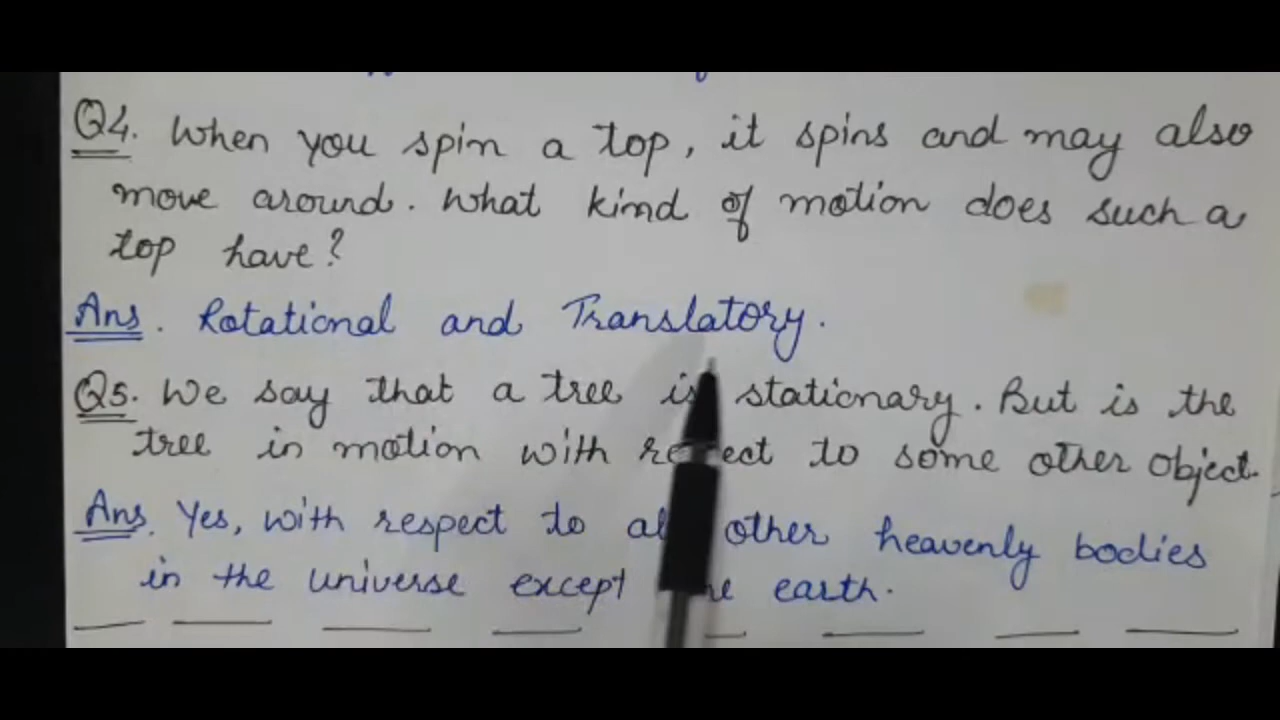 Q4. When you spin a top, it spins and may also
move around. What kind of motion does such a
top have?
Ans. Rotational and Translatory.
Q5. We say that a tree is stationary. But is the
tree in motion with to some other object.
Ans. Yes, with respect to other heavenly bodies
in the universe except earth.